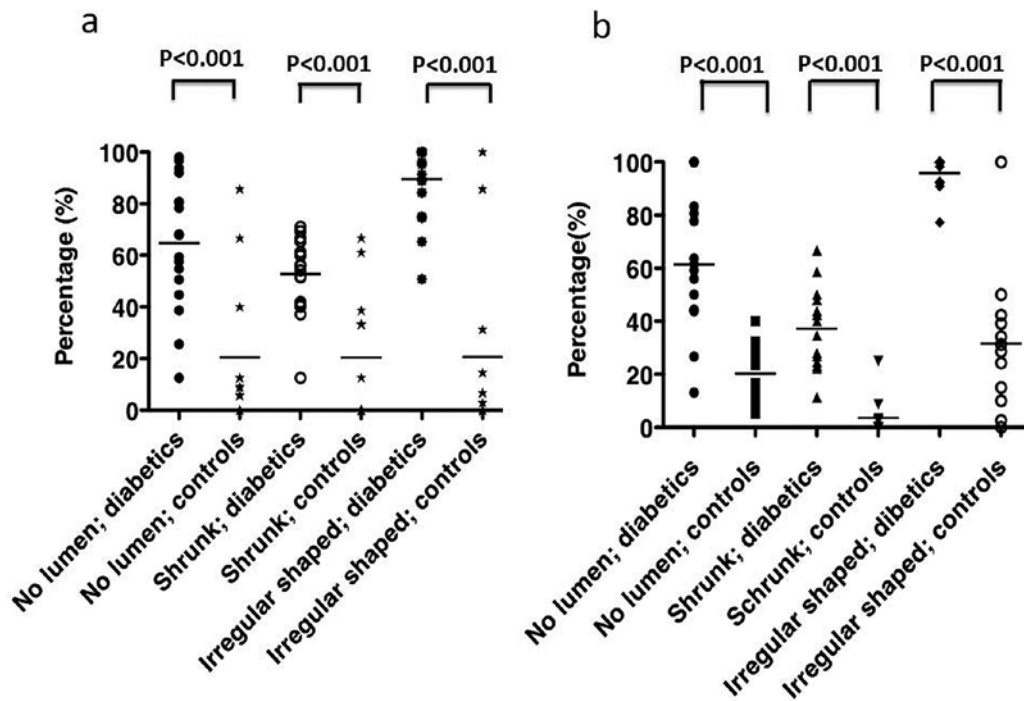 a
P<0.001
P<0.001
P<0.001
Percentage (%)
100
80
60
40
20
0
No lumen; diabetics
No lumen; controls
Shrunk; diabetics
Shrunk; controls
Irregular shaped; diabetics
Irregular shaped; controls
b
P<0.001
P<0.001
P<0.001
Percentage(%)
100
80
60
40
20
0
No lumen; diabetics
No lumen; controls
Shrunk; diabetics
Schrunk; controls
Irregular shaped; dibetics
Irregular shaped; controls